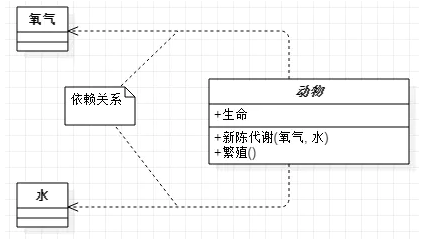 氧气
依赖关系
动物
+生命
+新陈代谢(氧气, 水)
+繁殖()
水